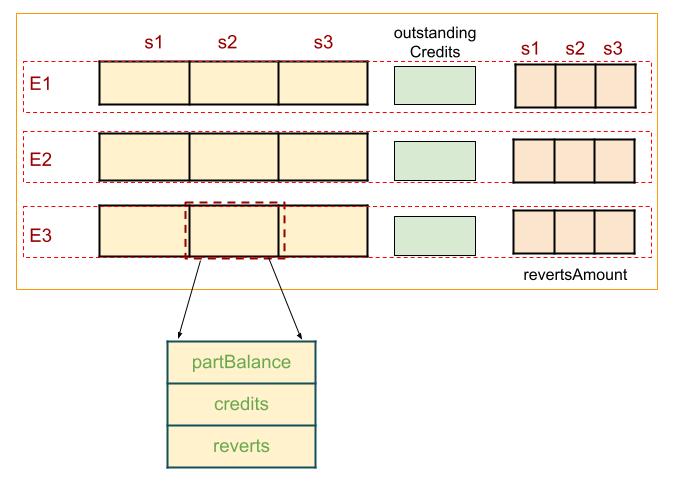 outstanding
Credits
s1 s2 s3
s1 s2 s3
E1
E2
E3
revertsAmount
partBalance
credits
reverts